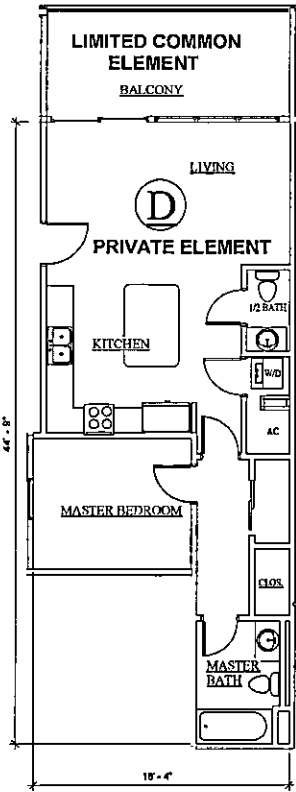 LIMITED COMMON
ELEMENT
BALCONY
LIVING
D
PRIVATE ELEMENT
1/2 BATH
KITCHEN
W/D
AC
44' - 9"
MASTER BEDROOM
CLOS.
MASTER
BATH
18' - 4"